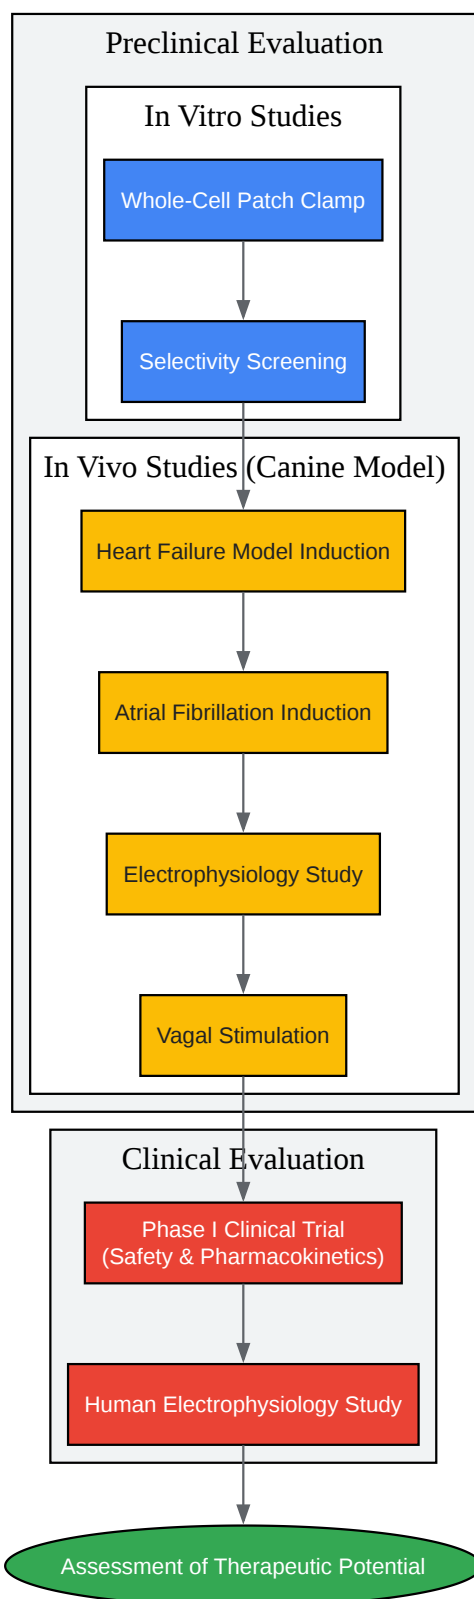 Preclinical Evaluation
In Vitro Studies
Whole-Cell Patch Clamp
Selectivity Screening
In Vivo Studies (Canine Model)
Heart Failure Model Induction
Atrial Fibrillation Induction
Electrophysiology Study
Vagal Stimulation
Clinical Evaluation
Phase I Clinical Trial
(Safety & Pharmacokinetics)
Human Electrophysiology Study
Assessment of Therapeutic Potential